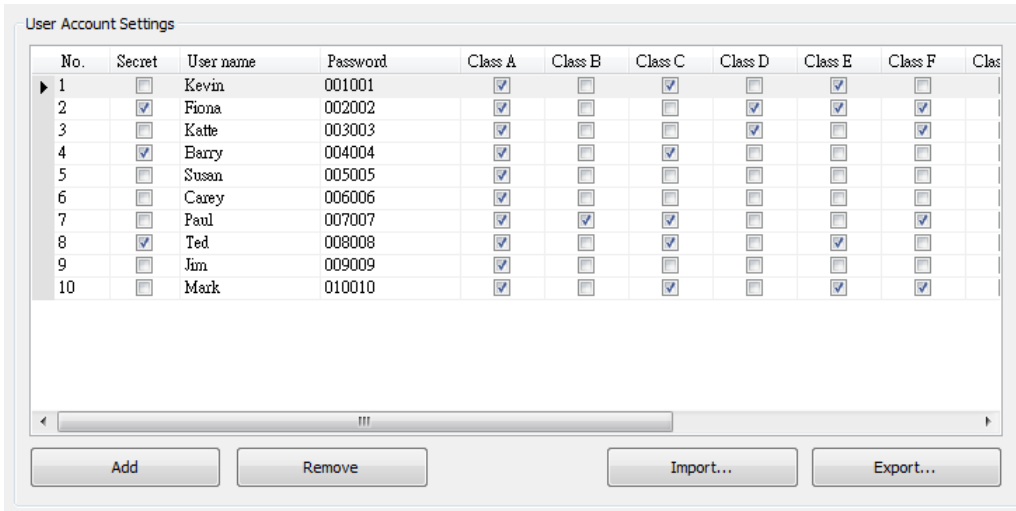 User Account Settings
No. Secret User name Password Class A Class B Class C Class D Class E Class F Clas
1 Kevin 001001
2 Fiona 002002
3 Katte 003003
4 Barry 004004
5 Susan 005005
6 Carey 006006
7 Paul 007007
8 Ted 008008
9 Jim 009009
10 Mark 010010
Add Remove Import... Export...